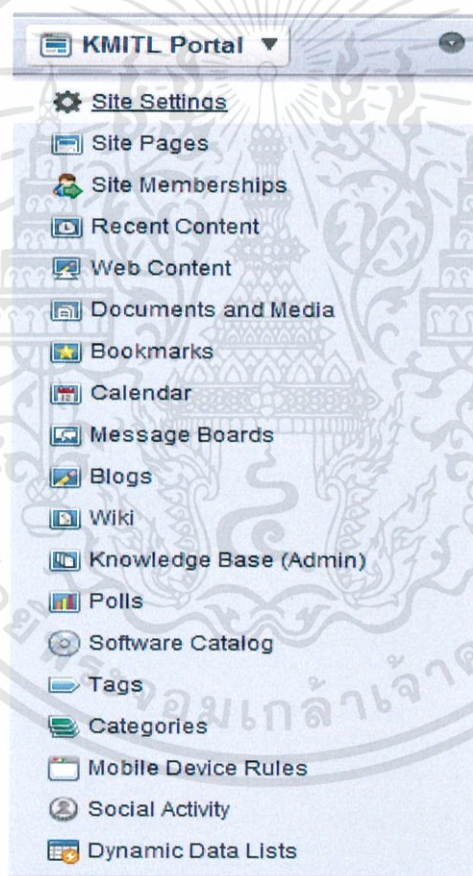 KMITL Portal
Site Settings
Site Pages
Site Memberships
Recent Content
Web Content
Documents and Media
Bookmarks
Calendar
Message Boards
Blogs
Wiki
Knowledge Base (Admin)
Polls
Software Catalog
Tags
Categories
Mobile Device Rules
Social Activity
Dynamic Data Lists